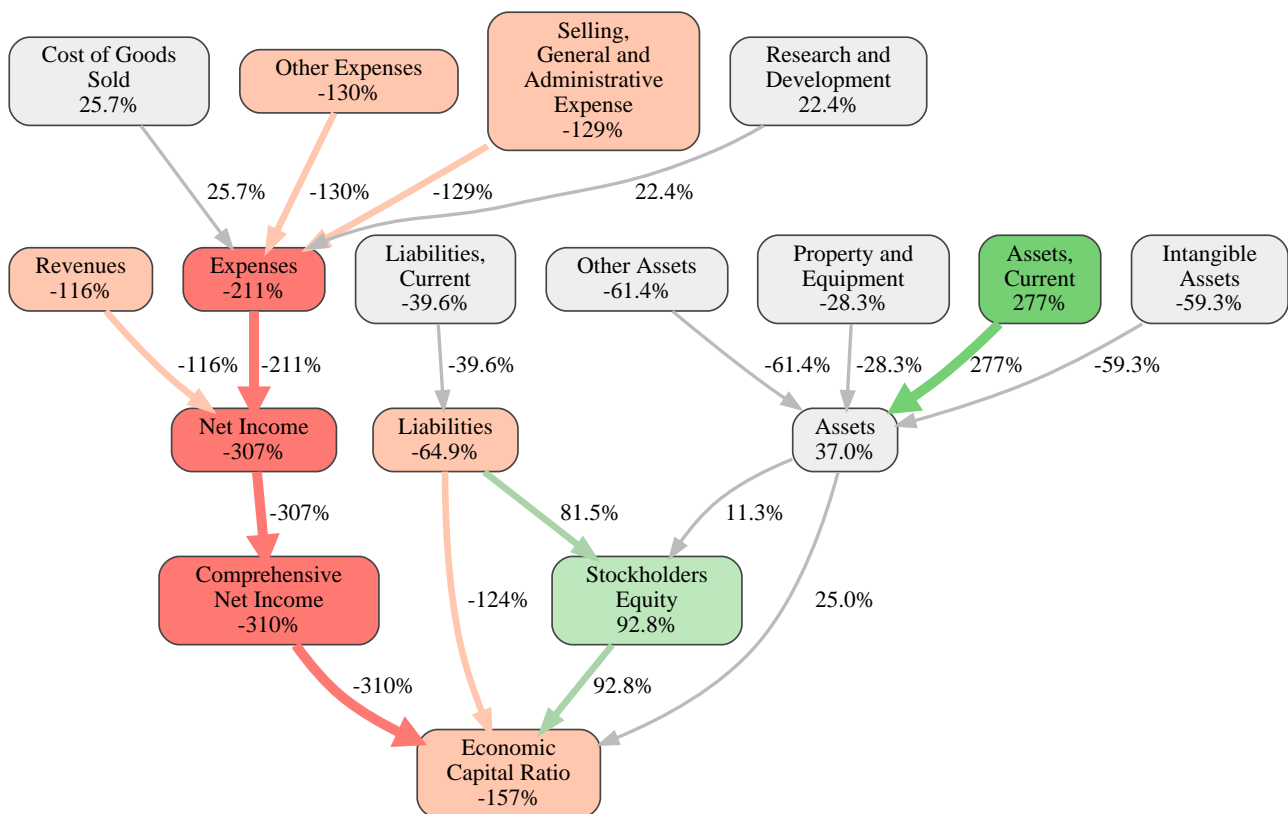 Cost of Goods
Sold
25.7%
Other Expenses
-130%
Selling,
General and
Administrative
Expense
-129%
Research and
Development
22.4%
25.7%
-130%
-129%
22.4%
Revenues
-116%
Expenses
-211%
Liabilities,
Current
-39.6%
Other Assets
-61.4%
Property and
Equipment
-28.3%
Assets,
Current
277%
Intangible
Assets
-59.3%
-116%
-211%
-39.6%
-61.4%
-28.3%
277%
-59.3%
Net Income
-307%
Liabilities
-64.9%
Assets
37.0%
-307%
81.5%
11.3%
Comprehensive
Net Income
-310%
-124%
Stockholders
Equity
92.8%
25.0%
-310%
92.8%
Economic
Capital Ratio
-157%